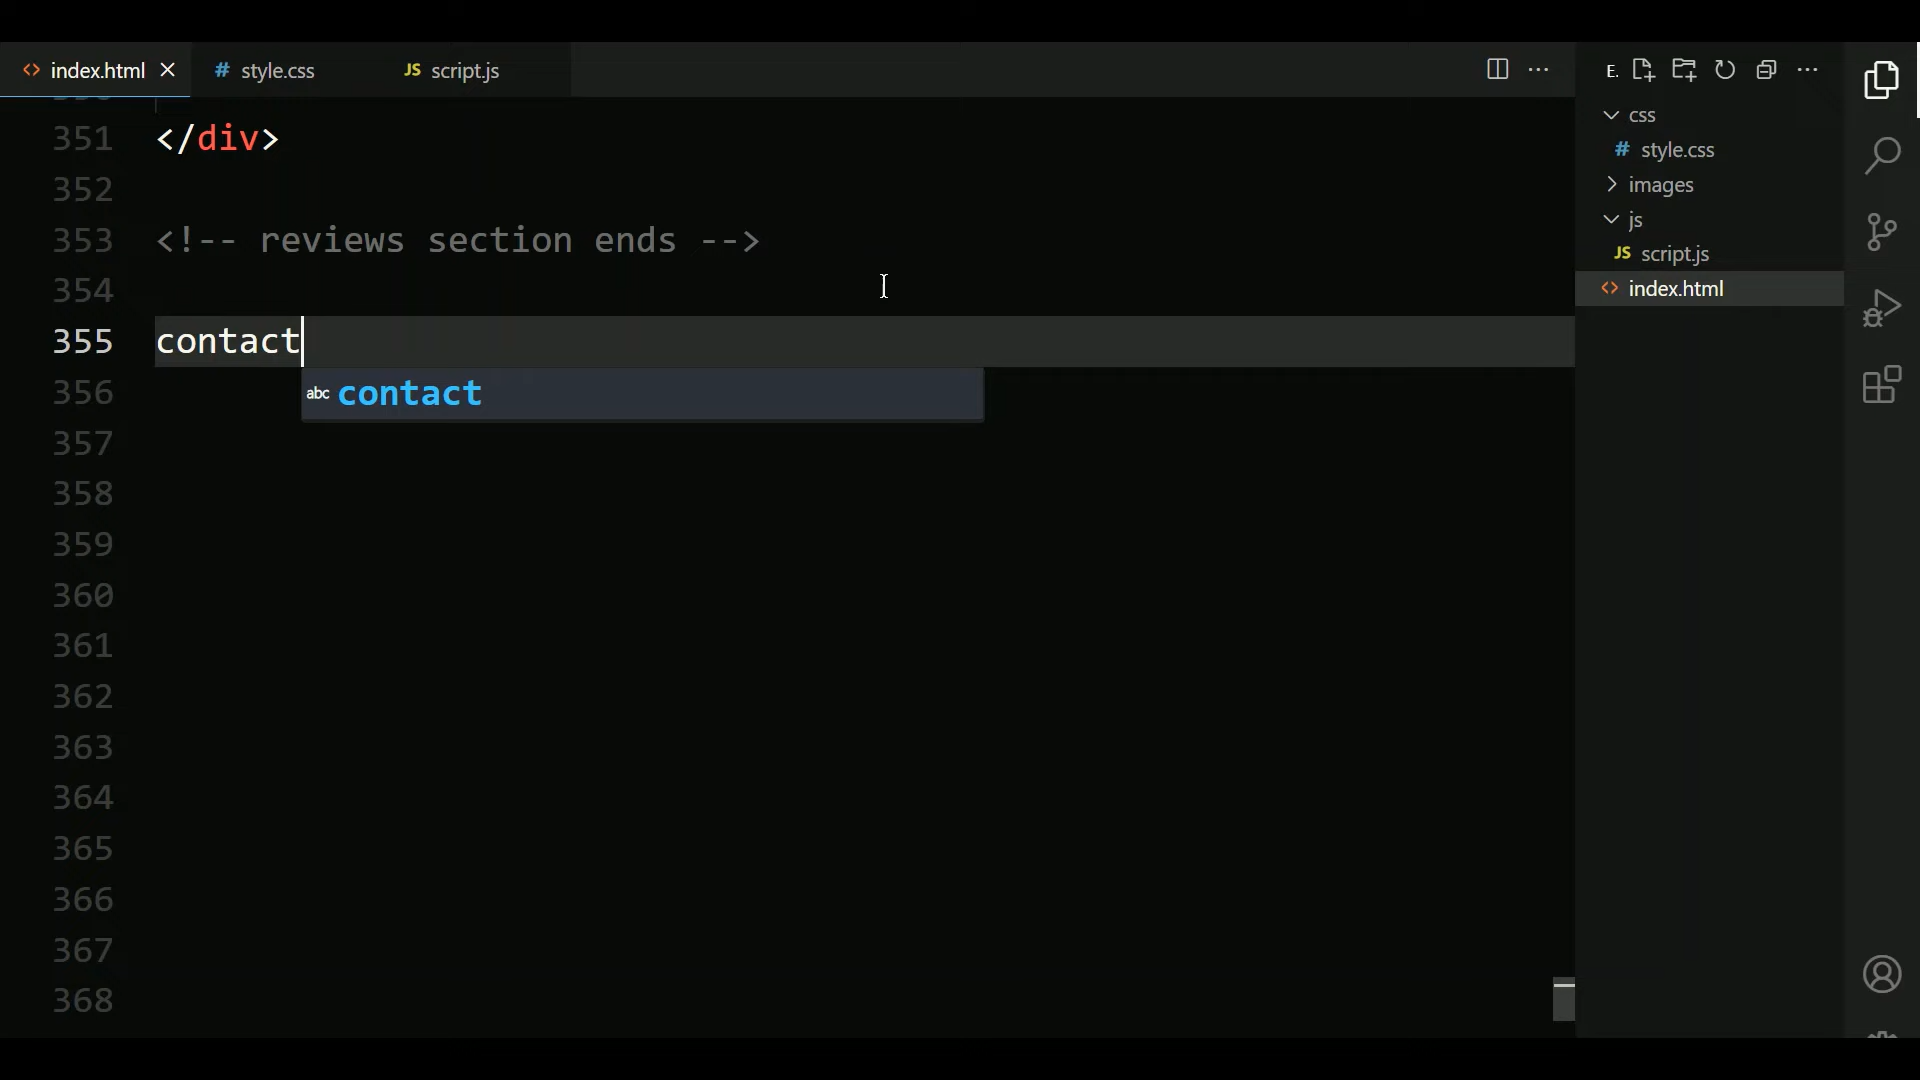 index.html
# style.css
JS script.js
E.
351 </div>
352
353 <!-- reviews section ends -->
354
355 contact
356 abc contact
357
358
359
360
361
362
363
364
365
366
367
368
css
# style.css
images
js
JS script.js
index.html